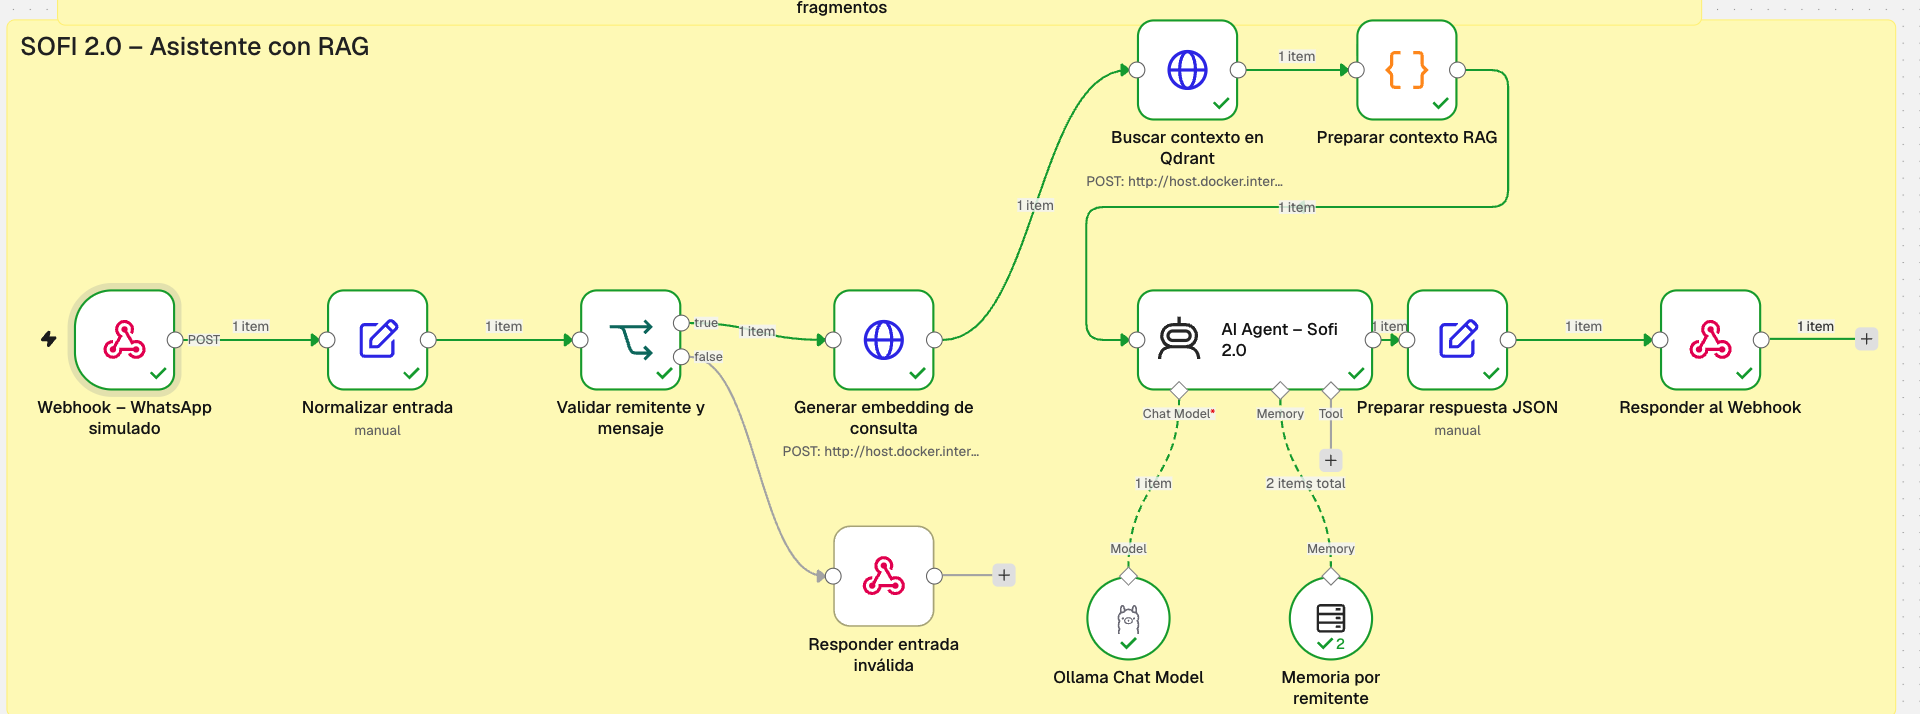 fragmentos
SOFI 2.0 – Asistente con RAG
1 item
Buscar contexto en
Qdrant
POST: http://host.docker.inter...
Preparar contexto RAG
1 item
1 item
POST
1 item
1 item
true
false
1 item
1 item
1 item
1 item
Webhook – WhatsApp
simulado
Normalizar entrada
manual
Validar remitente y
mensaje
Generar embedding de
consulta
POST: http://host.docker.inter...
AI Agent – Sofi
2.0
Chat Model*
Memory
Tool
Preparar respuesta JSON
manual
Responder al Webhook
1 item
2 items total
Model
Memory
2
Responder entrada
inválida
Ollama Chat Model
Memoria por
remitente